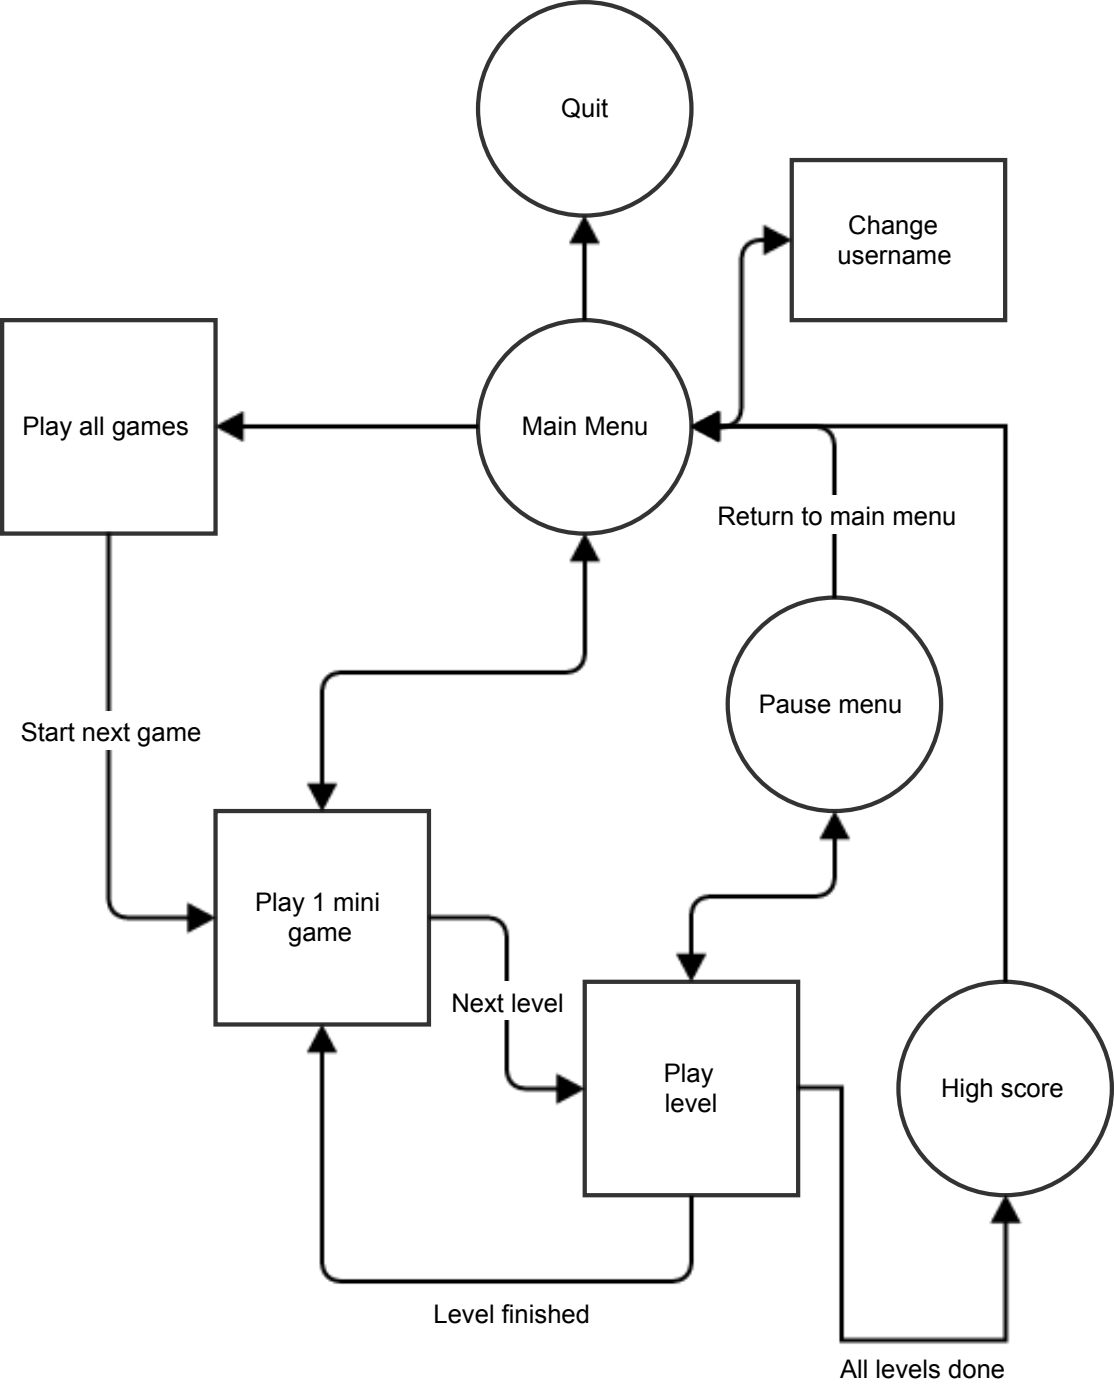 Quit
Change
username
Play all games
Main Menu
Return to main menu
Pause menu
Start next game
Play 1 mini
game
Next level
Play
level
High score
Level finished
All levels done